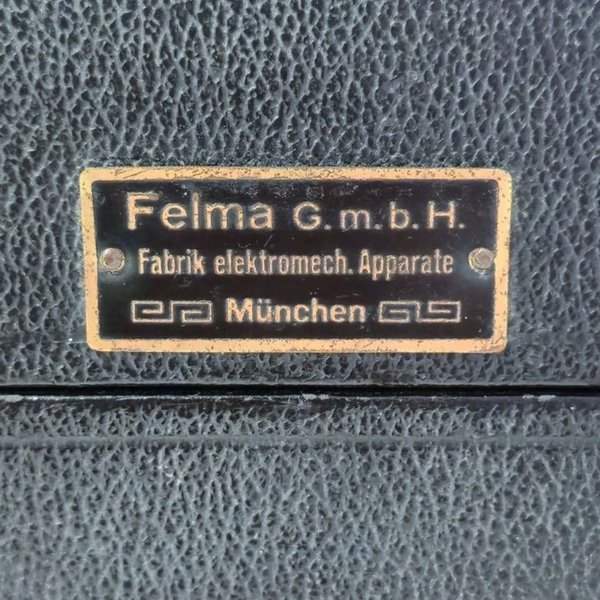 Felma G.m.b.H.
Fabrik elektromech. Apparate
München